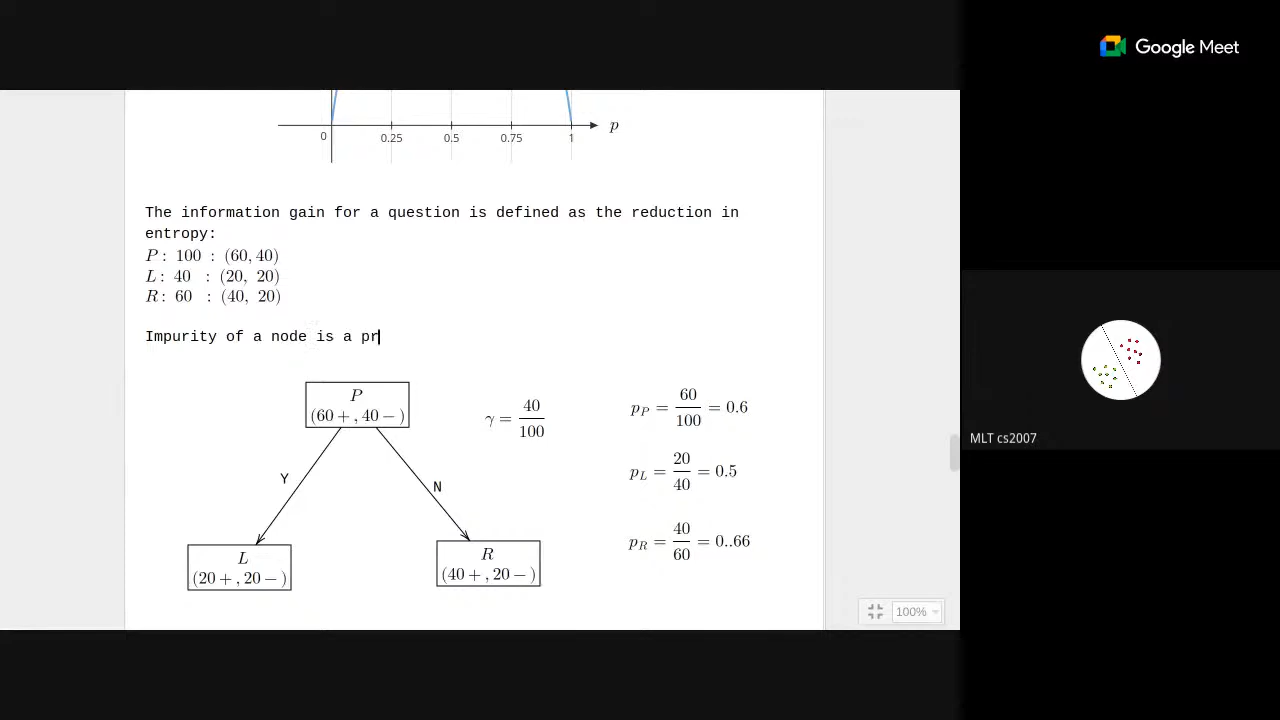 Google Meet
p
0 0.25 0.5 0.75 1
The information gain for a question is defined as the reduction in
entropy:
P : 100 : (60, 40)
L : 40 : (20, 20)
R : 60 : (40, 20)
Impurity of a node is a pr
P
(60 + , 40 − )
γ = 40/100
p_P = 60/100 = 0.6
Y
N
p_L = 20/40 = 0.5
L
(20 + , 20 − )
R
(40 + , 20 − )
p_R = 40/60 = 0..66
MLT cs2007
100%